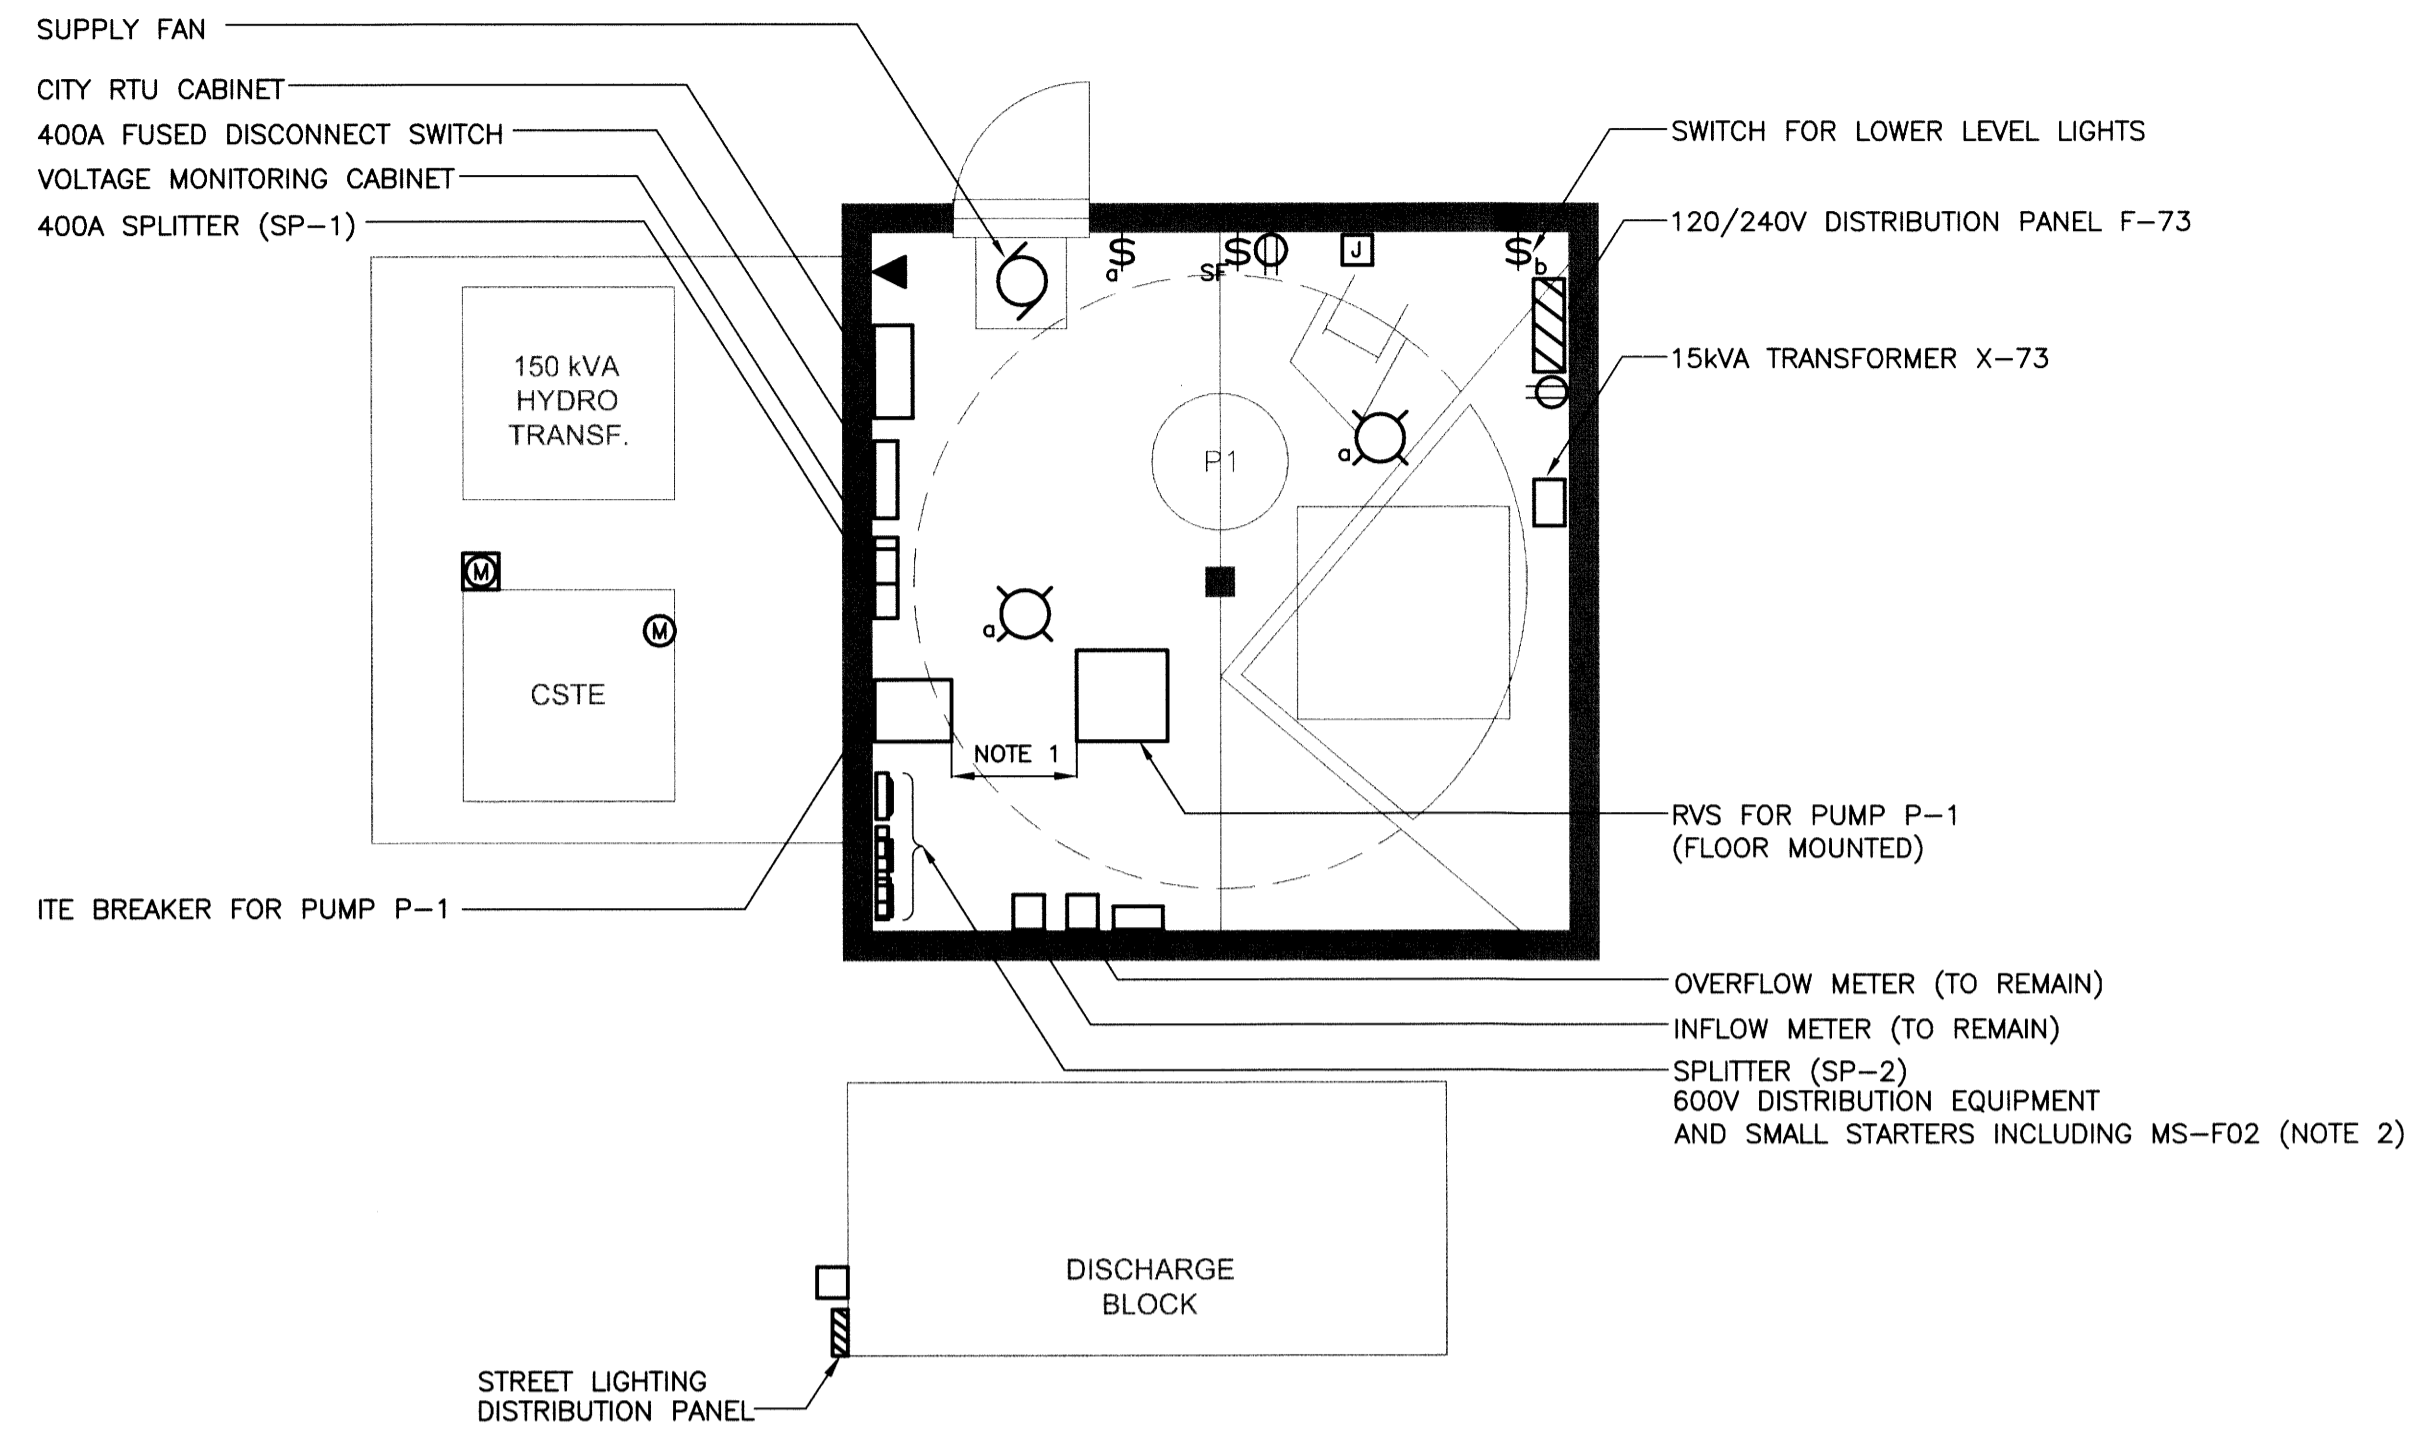 SUPPLY FAN
CITY RTU CABINET
400A FUSED DISCONNECT SWITCH
VOLTAGE MONITORING CABINET
400A SPLITTER (SP-1)
SWITCH FOR LOWER LEVEL LIGHTS
120/240V DISTRIBUTION PANEL F-73
15kVA TRANSFORMER X-73
$
a
$
SF
J
$
b
150 kVA
HYDRO
TRANSF.
P1
a
M
M
a
CSTE
NOTE 1
RVS FOR PUMP P-1
(FLOOR MOUNTED)
ITE BREAKER FOR PUMP P-1
OVERFLOW METER (TO REMAIN)
INFLOW METER (TO REMAIN)
SPLITTER (SP-2)
600V DISTRIBUTION EQUIPMENT
AND SMALL STARTERS INCLUDING MS-F02 (NOTE 2)
DISCHARGE
BLOCK
STREET LIGHTING
DISTRIBUTION PANEL